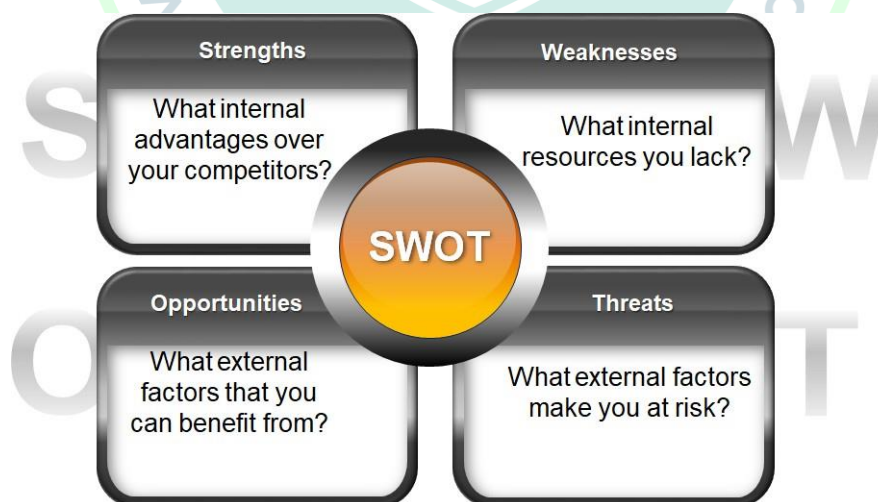 Strengths
What internal
advantages over
your competitors?
Weaknesses
What internal
resources you lack?
SWOT
Opportunities
What external
factors that you
can benefit from?
Threats
What external factors
make you at risk?
S
W
O
T